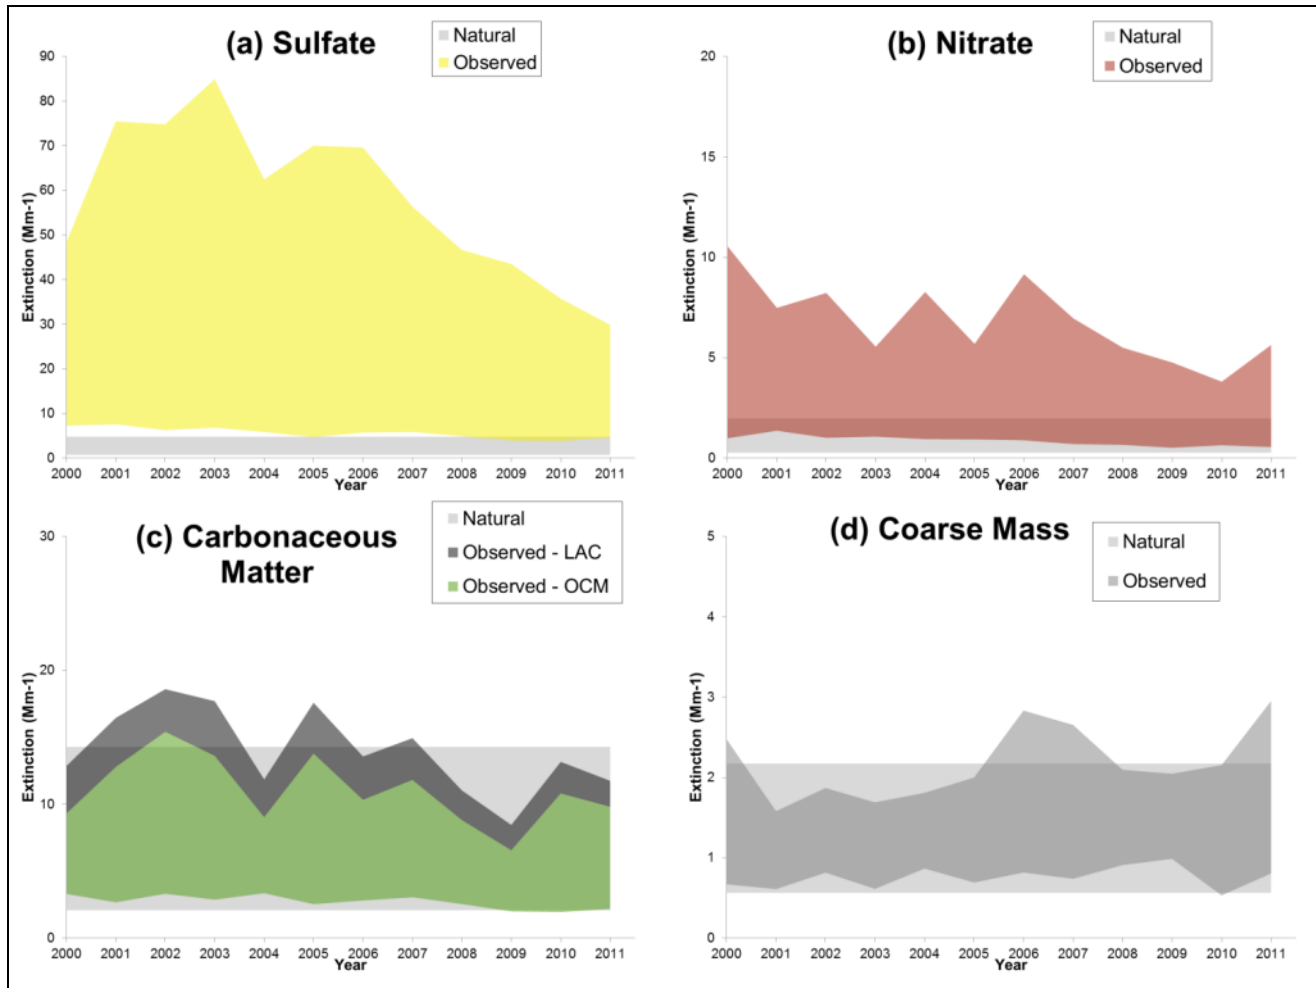 (a) Sulfate
Natural
Observed
90
80
70
60
50
40
30
20
10
0
Extinction (Mm-1)
2000 2001 2002 2003 2004 2005 2006 2007 2008 2009 2010 2011
Year
(b) Nitrate
Natural
Observed
20
15
10
5
0
Extinction (Mm-1)
2000 2001 2002 2003 2004 2005 2006 2007 2008 2009 2010 2011
Year
(c) Carbonaceous
Matter
Natural
Observed - LAC
Observed - OCM
30
20
10
0
Extinction (Mm-1)
2000 2001 2002 2003 2004 2005 2006 2007 2008 2009 2010 2011
Year
(d) Coarse Mass
Natural
Observed
5
4
3
2
1
0
Extinction (Mm-1)
2000 2001 2002 2003 2004 2005 2006 2007 2008 2009 2010 2011
Year